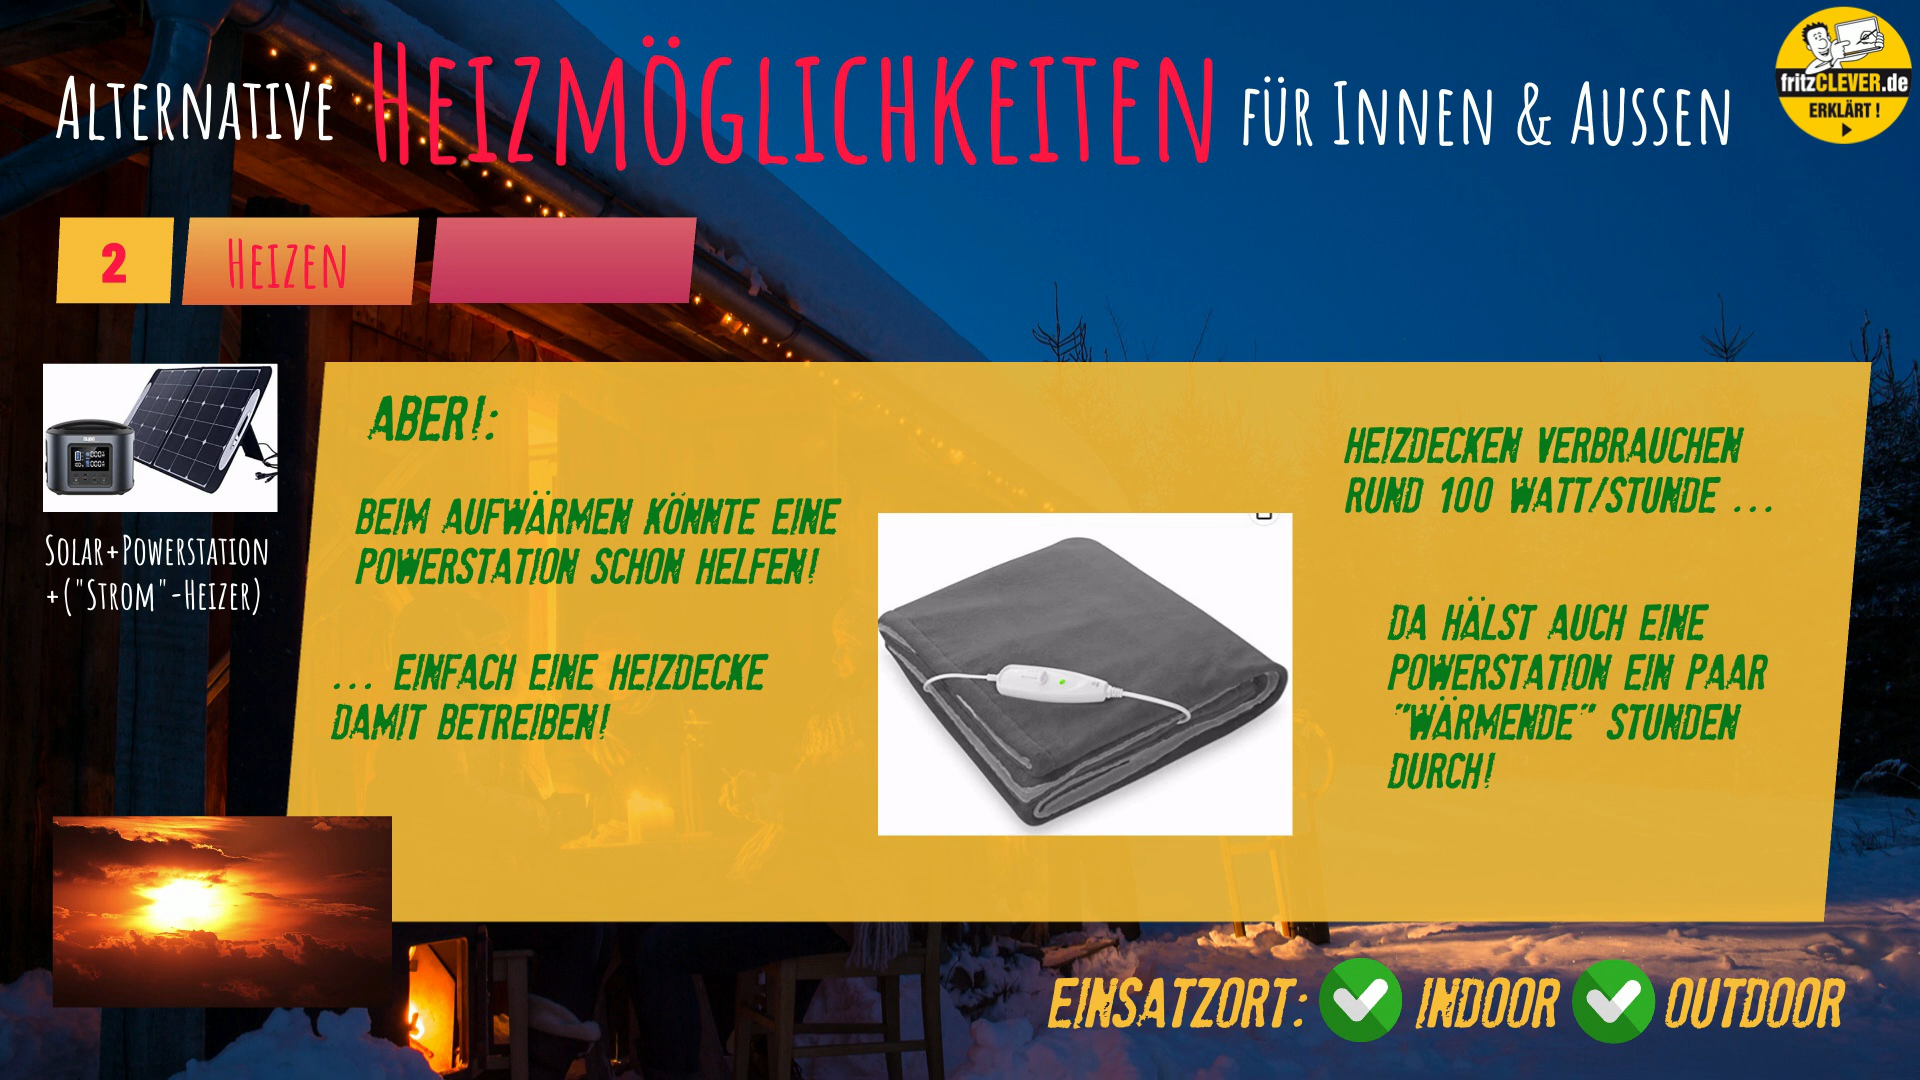 Alternative Heizmöglichkeiten für Innen & Aussen
fritzCLEVER.de
ERKLÄRT !
2
Heizen
Solar+Powerstation
+("Strom"-Heizer)
ABER!:
BEIM AUFWÄRMEN KÖNNTE EINE
POWERSTATION SCHON HELFEN!
... EINFACH EINE HEIZDECKE
DAMIT BETREIBEN!
HEIZDECKEN VERBRAUCHEN
RUND 100 WATT/STUNDE ...
DA HÄLST AUCH EINE
POWERSTATION EIN PAAR
"WÄRMENDE" STUNDEN
DURCH!
EINSATZORT: INDOOR OUTDOOR